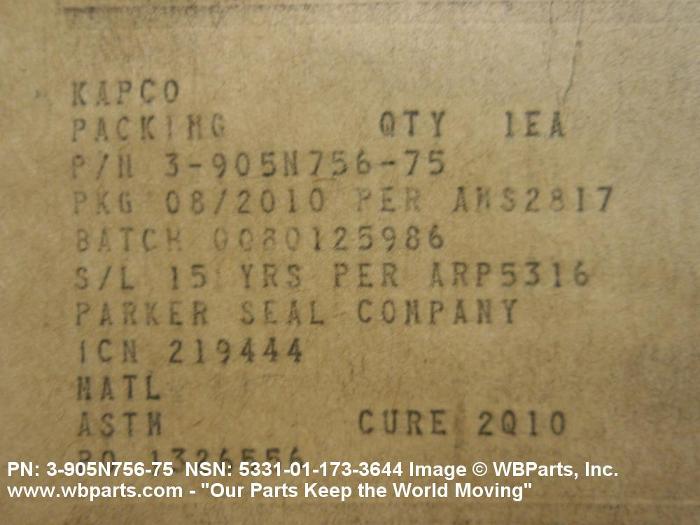 KAPCO
PACKING QTY 1EA
P/N 3-905N756-75
PKG 08/2010 PER AMS2817
BATCH 0080125986
S/L 15 YRS PER ARP5316
PARKER SEAL COMPANY
ICN 219444
MATL
ASTM CURE 2Q10
PO 1326556
PN: 3-905N756-75 NSN: 5331-01-173-3644 Image © WBParts, Inc.
www.wbparts.com - "Our Parts Keep the World Moving"